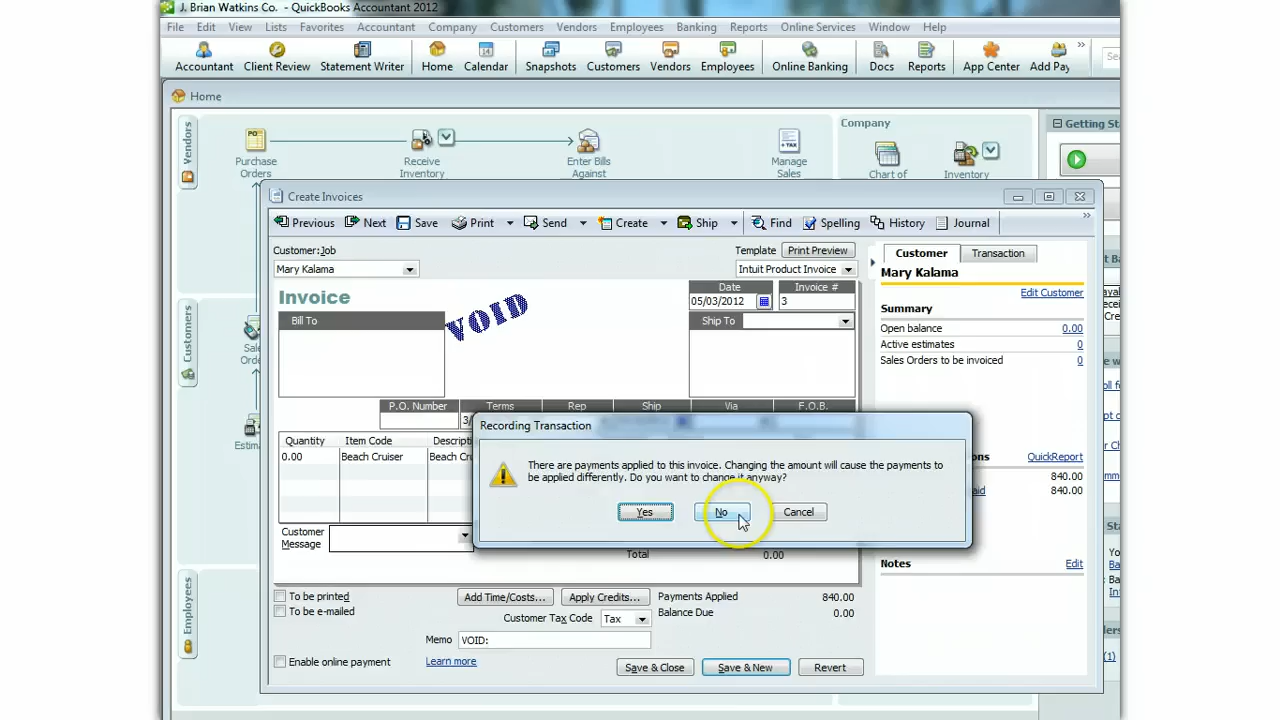 J. Brian Watkins Co. - QuickBooks Accountant 2012
File Edit View Lists Favorites Accountant Company Customers Vendors Employees Banking Reports Online Services Window Help
Accountant Client Review Statement Writer Home Calendar Snapshots Customers Vendors Employees Online Banking Docs Reports App Center Add Pay
Home
Vendors
PO
Purchase Orders
Receive Inventory
Enter Bills Against
+ TAX
Manage Sales
Company
Chart of
Inventory
Getting St
Create Invoices
Previous Next Save Print Send Create Ship Find Spelling History Journal
Customer:Job
Mary Kalama
Template Print Preview
Intuit Product Invoice
Customer Transaction
Mary Kalama
Edit Customer
Invoice
VOID
Date Invoice #
05/03/2012 3
Bill To
Ship To
Summary
Open balance 0.00
Active estimates 0
Sales Orders to be invoiced 0
Customers
Employees
P.O. Number Terms Rep Ship Via F.O.B.
Quantity Item Code Descripti
0.00 Beach Cruiser Beach Cru
Recording Transaction
There are payments applied to this invoice. Changing the amount will cause the payments to
be applied differently. Do you want to change it anyway?
Yes No Cancel
QuickReport
840.00
840.00
Customer
Message
Total 0.00
Notes Edit
To be printed
To be e-mailed
Add Time/Costs... Apply Credits...
Payments Applied 840.00
Customer Tax Code Tax
Balance Due 0.00
Memo VOID:
Enable online payment Learn more
Save & Close Save & New Revert